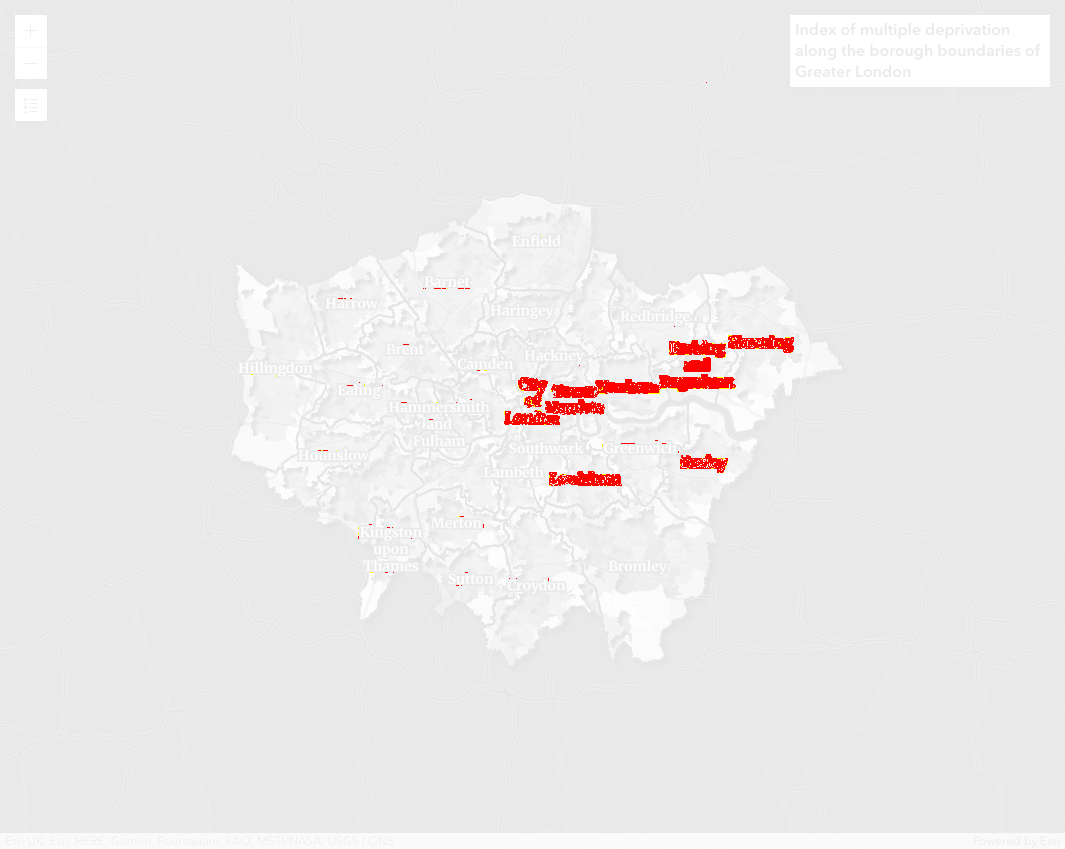 Index of multiple deprivation
along the borough boundaries of
Greater London
Enfield
Barnet
Harrow
Haringey
Redbridge
Havering
Barking
and
Dagenham
Brent
Hackney
Camden
Hillingdon
Ealing
City
of
London
Tower
Hamlets
Newham
Hammersmith
and
Fulham
Southwark
Greenwich
Hounslow
Bexley
Lambeth
Lewisham
Merton
Kingston
upon
Thames
Sutton
Croydon
Bromley
Esri UK, Esri, HERE, Garmin, Foursquare, FAO, METI/NASA, USGS | ONS
Powered by Esri